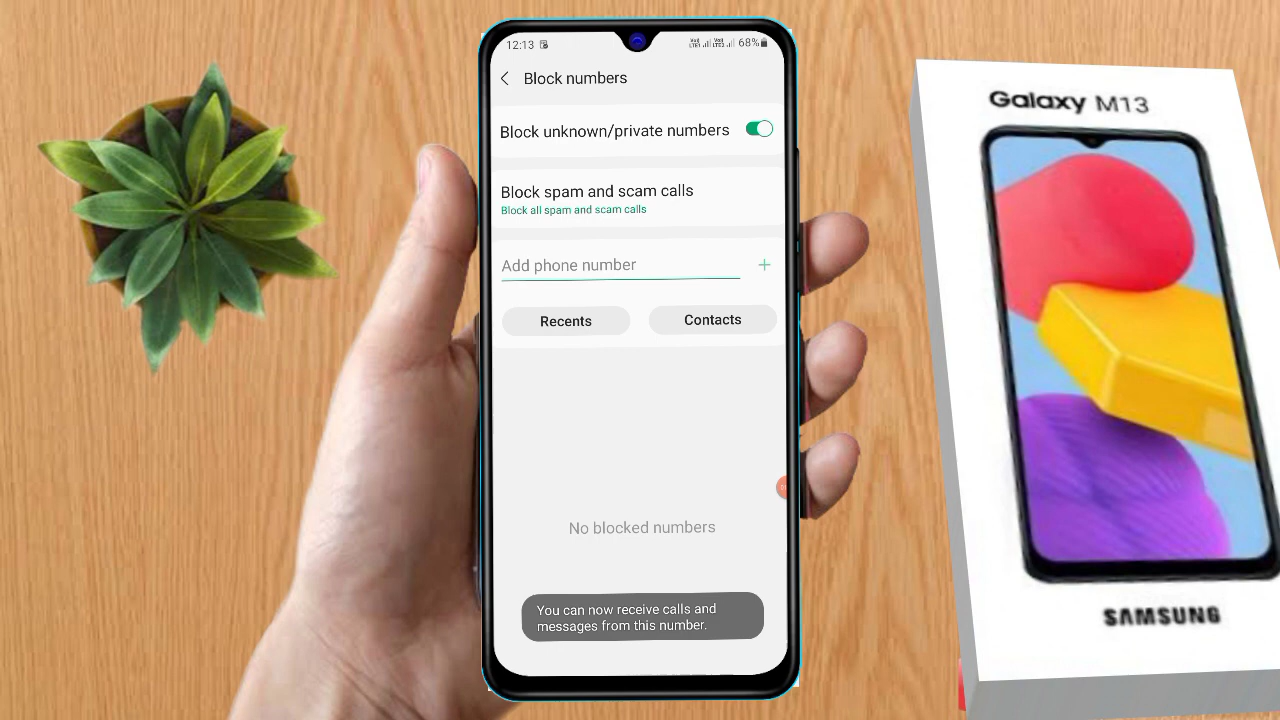 12:13
68%
Block numbers
Block unknown/private numbers
Block spam and scam calls
Block all spam and scam calls
Add phone number
+
Recents
Contacts
No blocked numbers
You can now receive calls and
messages from this number.
Galaxy M13
SAMSUNG